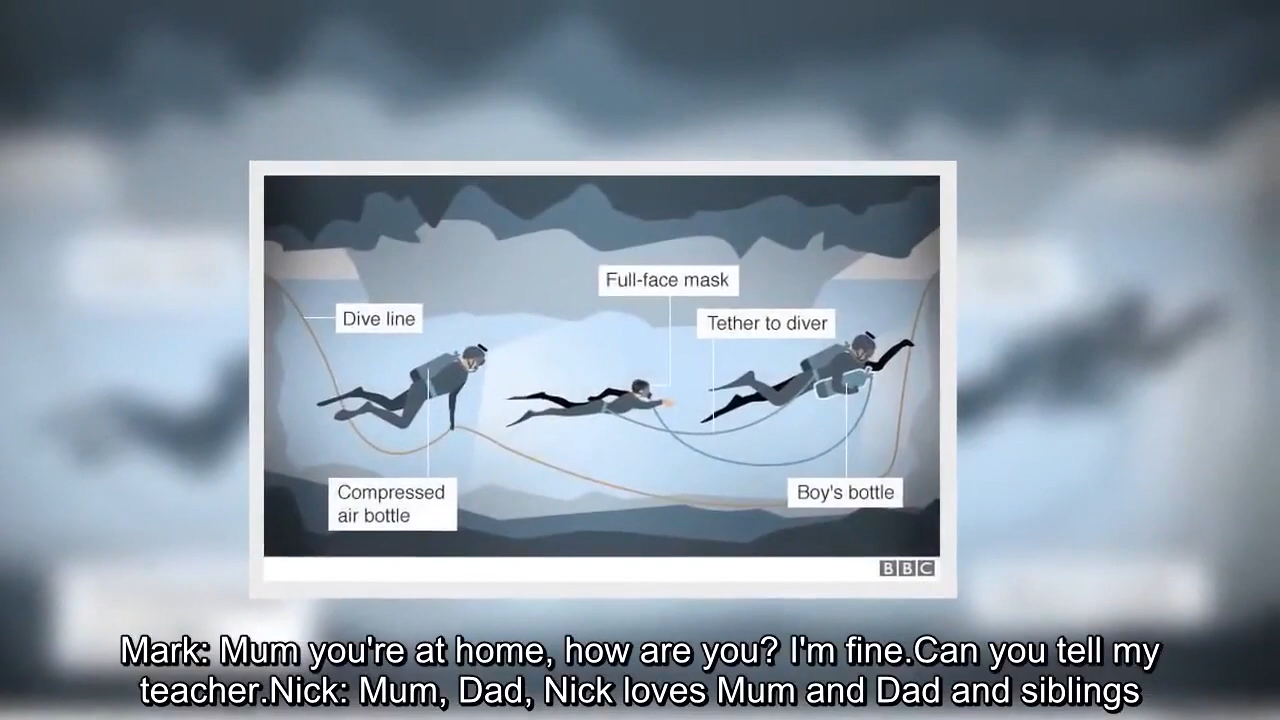 Full-face mask
Dive line
Tether to diver
Compressed
air bottle
Boy's bottle
BBC
Mark: Mum you're at home, how are you? I'm fine.Can you tell my
teacher.Nick: Mum, Dad, Nick loves Mum and Dad and siblings